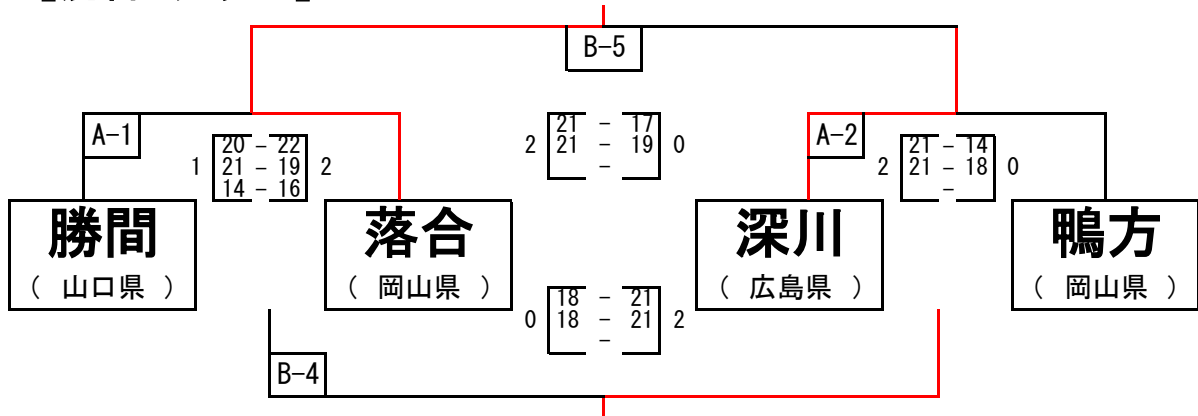 B-5
A-1
20 - 22
1 21 - 19 2
14 - 16
21 - 17
2 21 - 19 0
-
A-2
21 - 14
2 21 - 18 0
-
勝間
( 山口県 )
落合
( 岡山県 )
深川
( 広島県 )
鴨方
( 岡山県 )
18 - 21
0 18 - 21 2
-
B-4